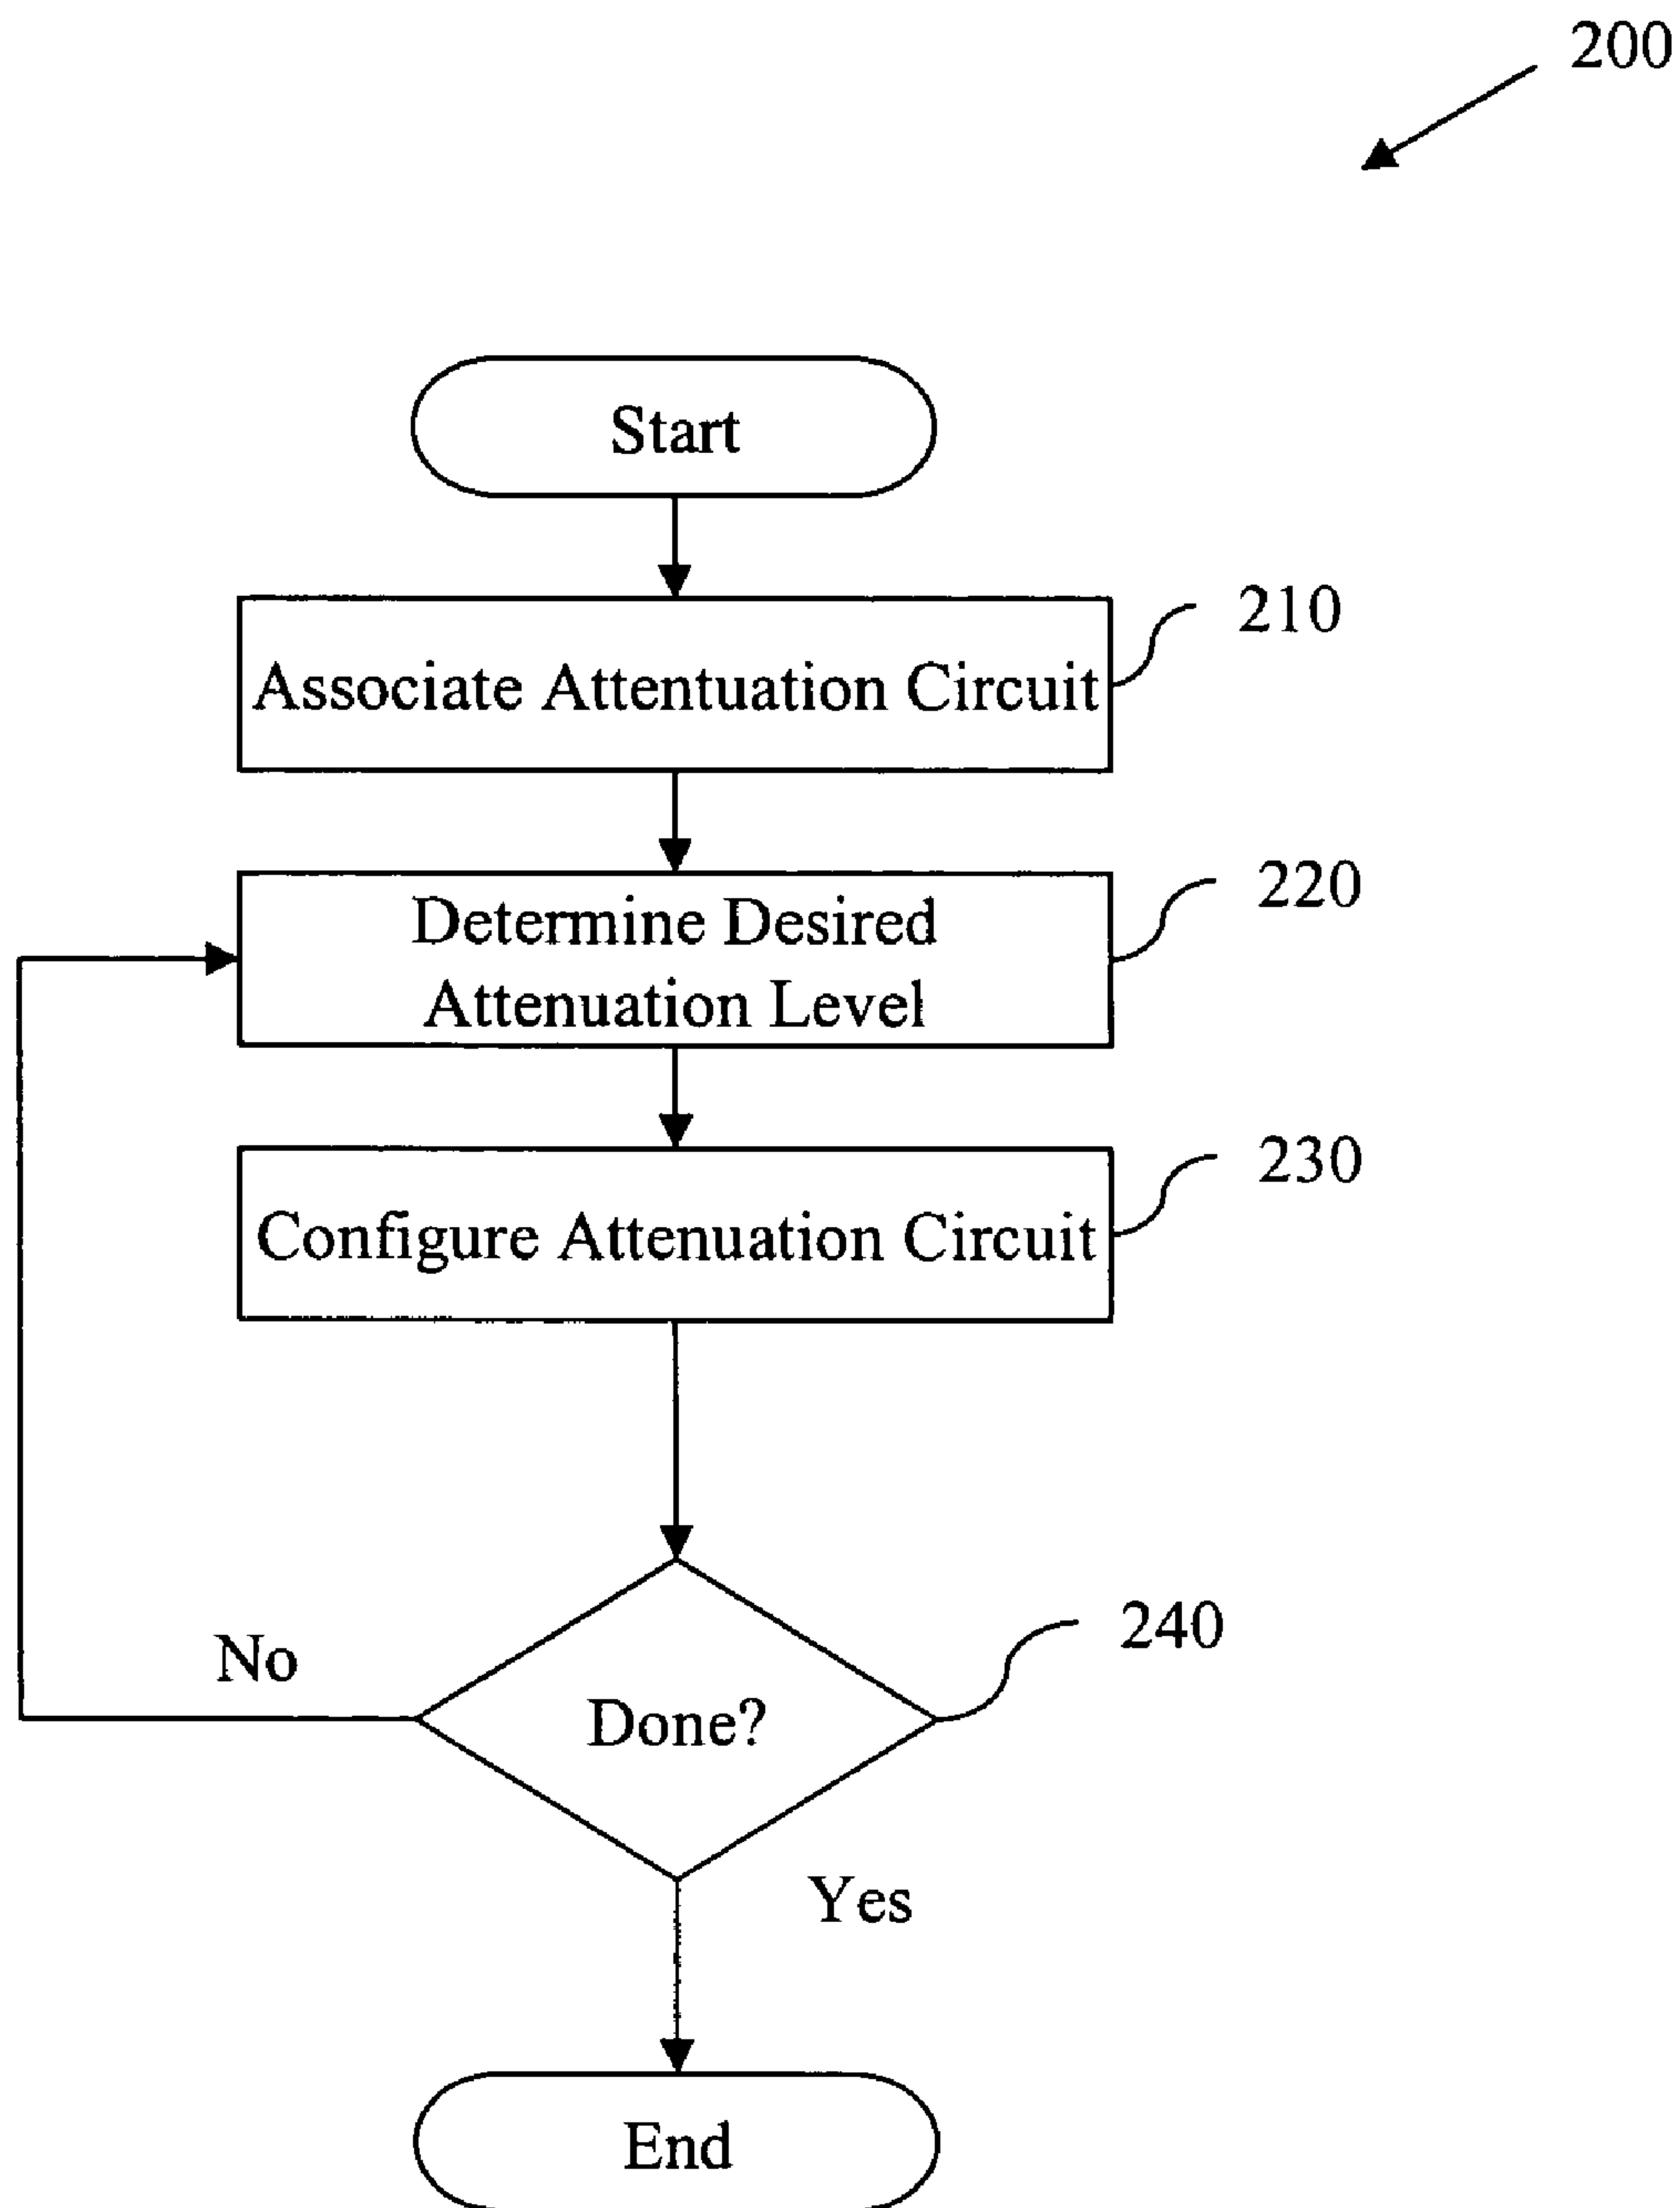 200
Start
210
Associate Attentuation Circuit
220
Determine Desired
Attenuation Level
230
Configure Attenuation Circuit
240
No
Done?
Yes
End